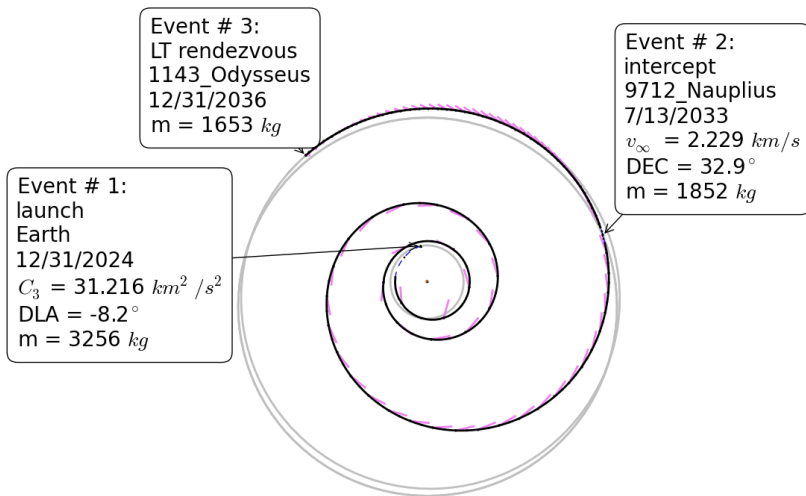 Event # 3:
LT rendezvous
1143_Odysseus
12/31/2036
m = 1653 kg
Event # 2:
intercept
9712_Nauplius
7/13/2033
v∞ = 2.229 km/s
DEC = 32.9°
m = 1852 kg
Event # 1:
launch
Earth
12/31/2024
C₃ = 31.216 km² /s²
DLA = -8.2°
m = 3256 kg